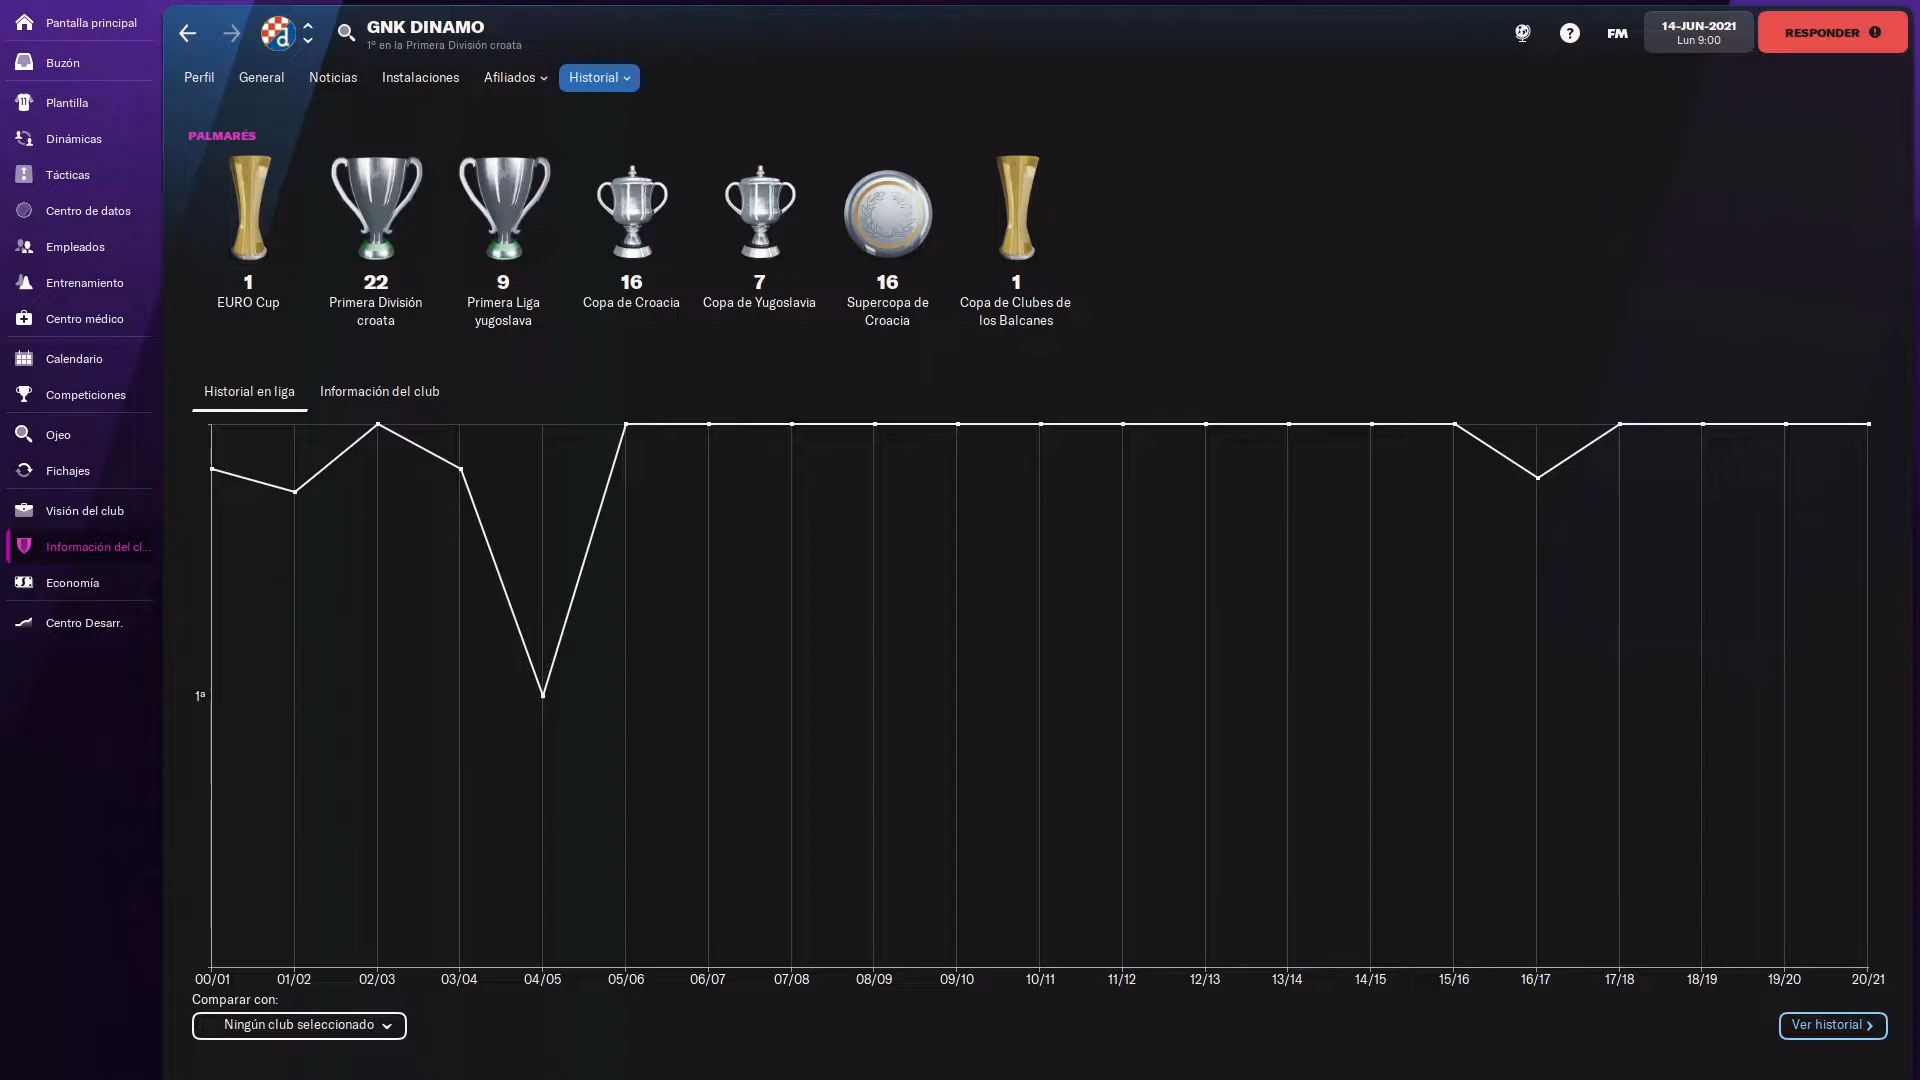 Pantalla principal
Buzón
Plantilla
Dinámicas
Tácticas
Centro de datos
Empleados
Entrenamiento
Centro médico
Calendario
Competiciones
Ojeo
Fichajes
Visión del club
Información del cl...
Economía
Centro Desarr.
GNK DINAMO
1º en la Primera División croata
FM
14-JUN-2021
Lun 9:00
RESPONDER
Perfil General Noticias Instalaciones Afiliados Historial
PALMARÉS
1 22 9 16 7 16 1
EURO Cup Primera División Primera Liga Copa de Croacia Copa de Yugoslavia Supercopa de Copa de Clubes de
croata yugoslava Croacia los Balcanes
Historial en liga Información del club
1ª
00/01 01/02 02/03 03/04 04/05 05/06 06/07 07/08 08/09 09/10 10/11 11/12 12/13 13/14 14/15 15/16 16/17 17/18 18/19 19/20 20/21
Comparar con:
Ningún club seleccionado
Ver historial